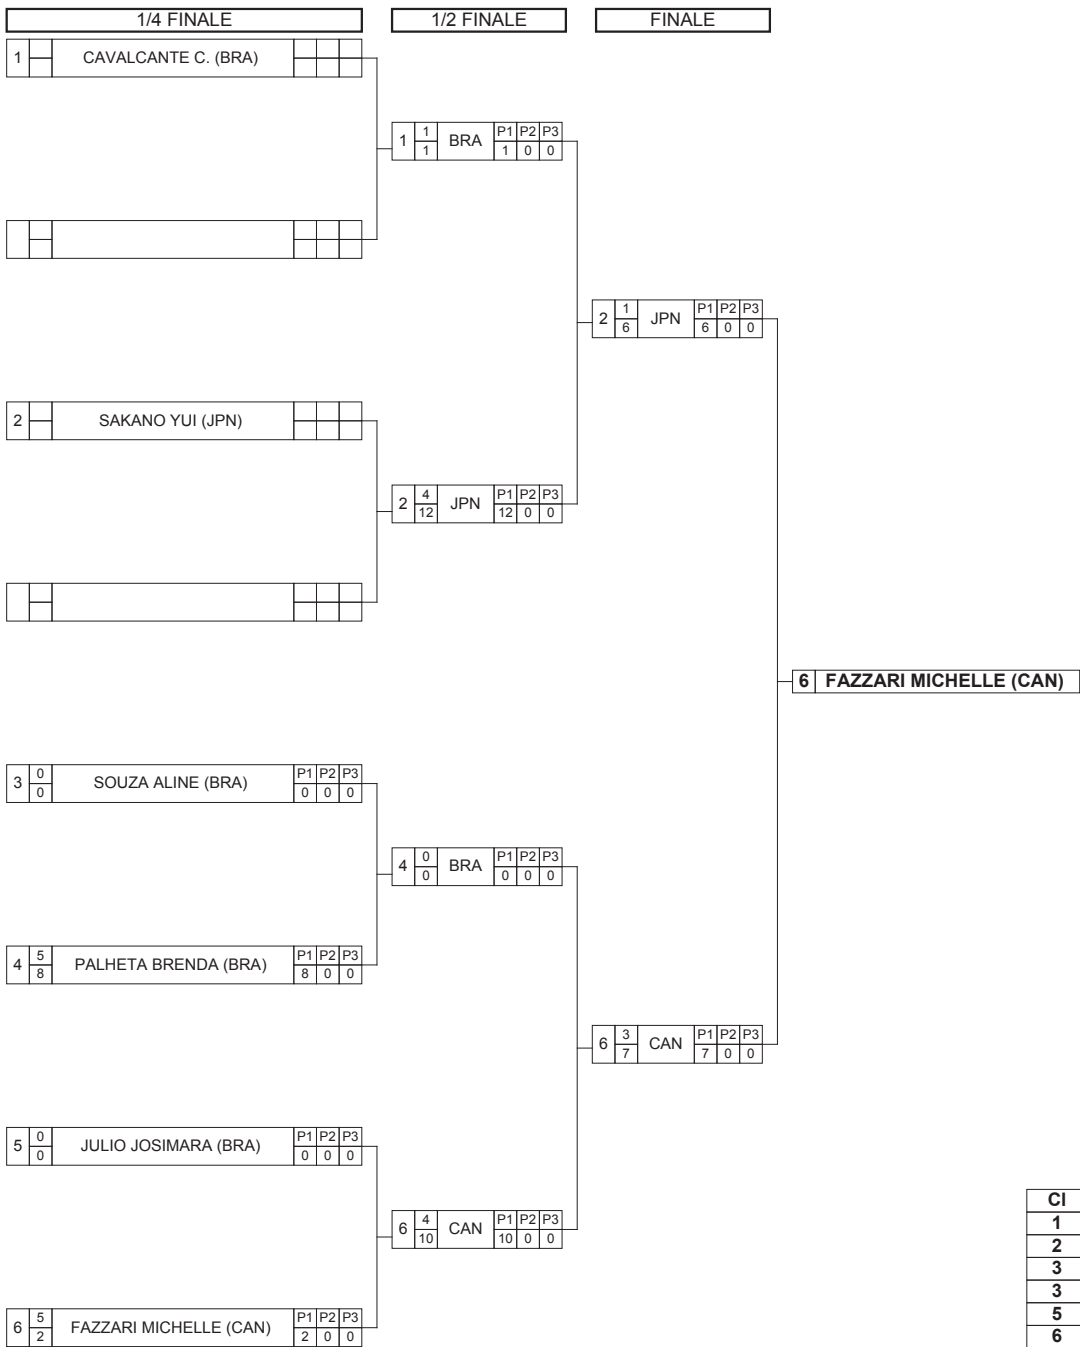 1/4 FINALE 1/2 FINALE FINALE
1 CAVALCANTE C. (BRA)
1 1 BRA P1 P2 P3
1 1 0 0
2 1 JPN P1 P2 P3
6 6 0 0
2 SAKANO YUI (JPN)
2 4 JPN P1 P2 P3
12 12 0 0
6 FAZZARI MICHELLE (CAN)
3 0 SOUZA ALINE (BRA) P1 P2 P3
0 0 0 0
4 0 BRA P1 P2 P3
0 0 0 0
4 5 PALHETA BRENDA (BRA) P1 P2 P3
8 8 0 0
6 3 CAN P1 P2 P3
7 7 0 0
5 0 JULIO JOSIMARA (BRA) P1 P2 P3
0 0 0 0
6 4 CAN P1 P2 P3
10 10 0 0
6 5 FAZZARI MICHELLE (CAN) P1 P2 P3
2 2 0 0
Cl
1
2
3
3
5
6